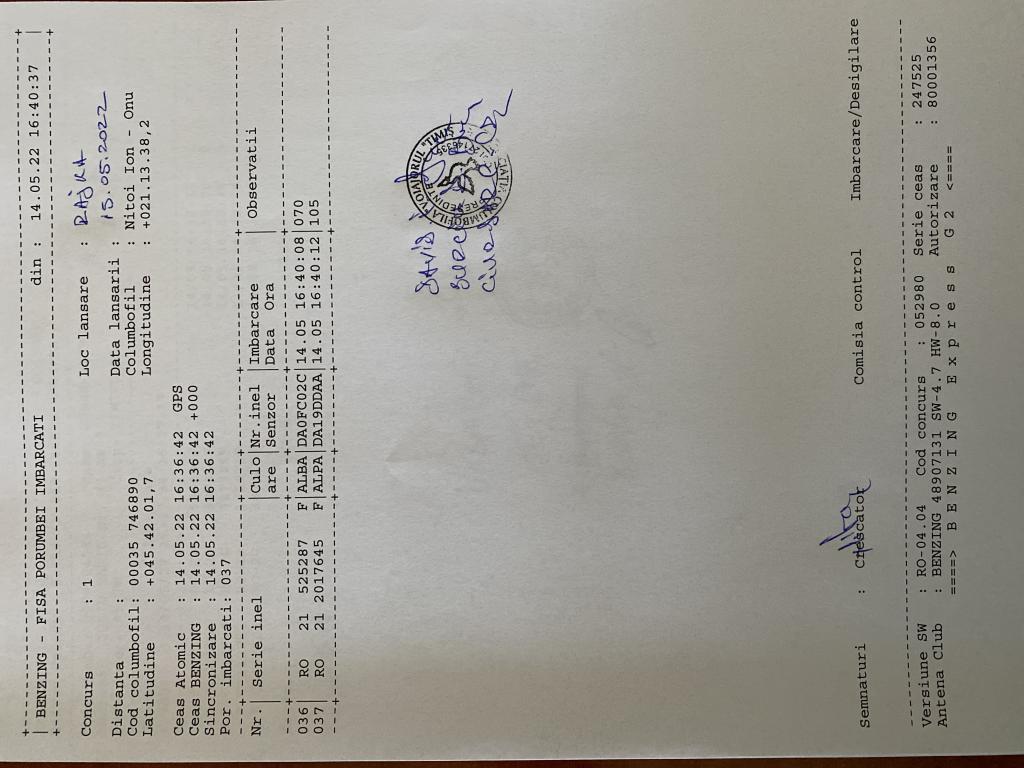 +-----------------------------------------------------------------------------------------+
| BENZING - FISA PORUMBEI IMBARCATI din : 14.05.22 16:40:37 |
+-----------------------------------------------------------------------------------------+
Concurs : 1 Loc lansare : RAJKA
Distanta : Data lansarii : 15.05.2022
Cod columbofil: 00035 746890 Columbofil : Nitoi Ion - Onu
Latitudine : +045.42.01,7 Longitudine : +021.13.38,2
Ceas Atomic : 14.05.22 16:36:42 GPS
Ceas BENZING : 14.05.22 16:36:42 +000
Sincronizare : 14.05.22 16:36:42
Por. imbarcati: 037
Nr.| Serie inel |Culo|Nr.inel |Imbarcare | Observatii
| |are |Senzor |Data Ora |
036| RO 21 525287 F|ALBA|DA0FC02C|14.05 16:40:08|070
037| RO 21 2017645 F|ALPA|DA19DDAA|14.05 16:40:12|105
DAVID
COLUMBOFILA VOIAJORUL "TIMIS"
Semnaturi : Crescator Comisia control Imbarcare/Desigilare
Versiune SW : RO-04.04 Cod concurs : 052980 Serie ceas : 247525
Antena Club : BENZING 48907131 SW-4.7 HW-8.0 Autorizare : 80001356
====> B E N Z I N G E x p r e s s G 2 <====